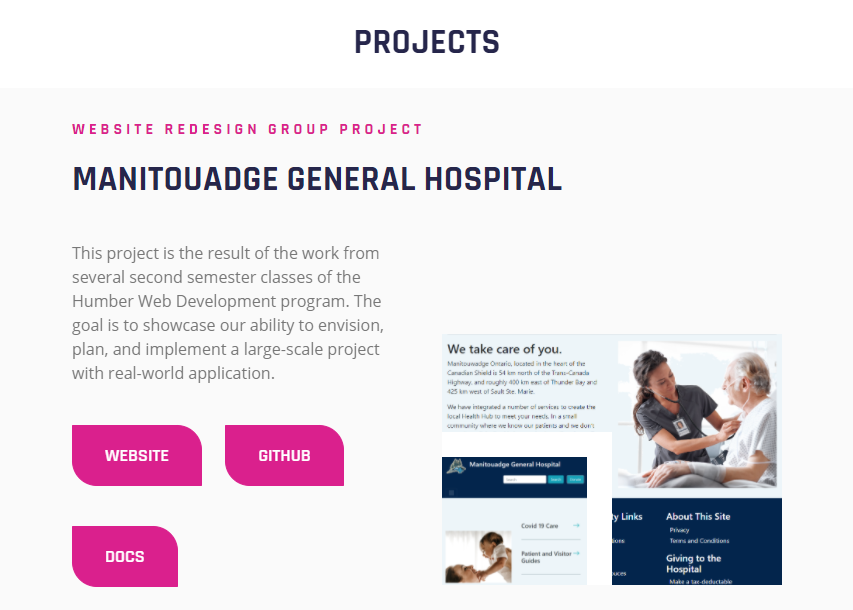 PROJECTS
WEBSITE REDESIGN GROUP PROJECT
MANITOUADGE GENERAL HOSPITAL
This project is the result of the work from
several second semester classes of the
Humber Web Development program. The
goal is to showcase our ability to envision,
plan, and implement a large-scale project
with real-world application.
WEBSITE
GITHUB
DOCS
We take care of you.
Manitouwadge Ontario, located in the heart of the
Canadian Shield is 54 km north of the Trans-Canada
Highway, and roughly 400 km east of Thunder Bay and
425 km west of Sault Ste. Marie.
We have integrated a number of services to create the
local Health Hub to meet your needs. In a small
community where we know our patients and we don't
Manitouadge General Hospital
Search
Search
Donate
Covid 19 Care
Patient and Visitor
Guides
ty Links
tions
uces
About This Site
Privacy
Terms and Conditions
Giving to the
Hospital
Make a tax-deductable